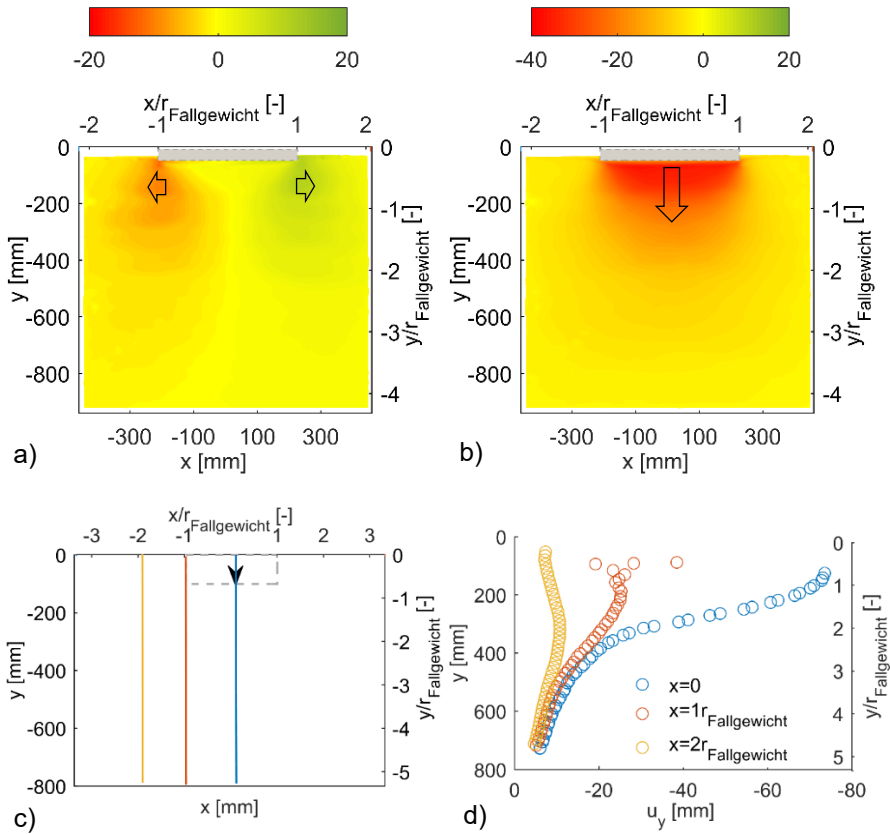 -20 0 20
x/rFallgewicht [-]
-2 -1 1 2
0
-200
-400
-600
-800
y [mm]
0
-1
-2
-3
-4
y/rFallgewicht [-]
-300 -100 100 300
x [mm]
a)
-40 -20 0 20 40
x/rFallgewicht [-]
-2 -1 1 2
0
-200
-400
-600
-800
y [mm]
0
-1
-2
-3
-4
y/rFallgewicht [-]
-300 -100 100 300
x [mm]
b)
x/rFallgewicht [-]
-3 -2 -1 1 2 3
0
-200
-400
-600
-800
y [mm]
0
-1
-2
-3
-4
-5
y/rFallgewicht [-]
x [mm]
c)
0
200
400
600
800
y [mm]
0
1
2
3
4
5
y/rFallgewicht [-]
x=0
x=1rFallgewicht
x=2rFallgewicht
0 -20 -40 -60 -80
uy [mm]
d)